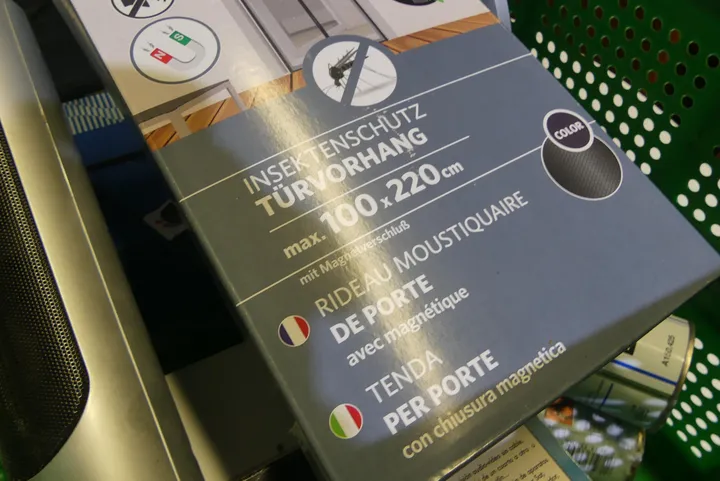 S
N
INSEKTENSCHUTZ
TÜRVORHANG
max. 100 x 220 cm
mit Magnetverschluß
COLOR
RIDEAU MOUSTIQUAIRE
DE PORTE
avec magnétique
TENDA
PER PORTE
con chiusura magnetica